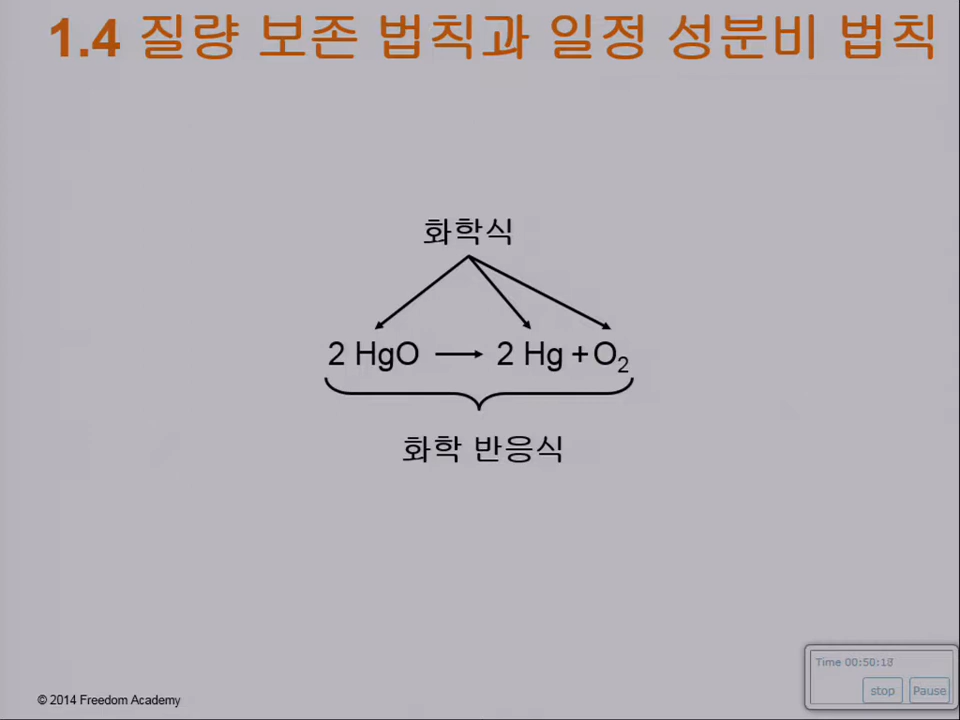 1.4 질량 보존 법칙과 일정 성분비 법칙
화학식
2 HgO → 2 Hg + O₂
화학 반응식
Time 00:50:18
stop Pause
© 2014 Freedom Academy